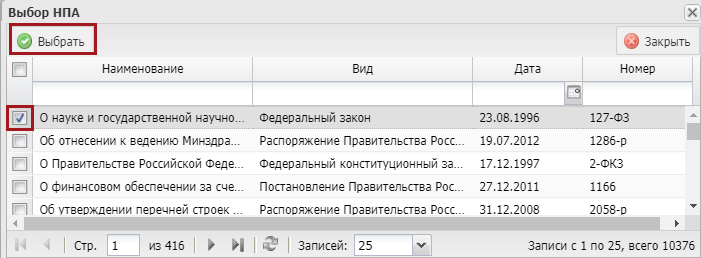 Выбор НПА
Выбрать Закрыть
Наименование Вид Дата Номер
О науке и государственной научно... Федеральный закон 23.08.1996 127-ФЗ
Об отнесении к ведению Минздра... Распоряжение Правительства Росс... 19.07.2012 1286-р
О Правительстве Российской Феде... Федеральный конституционный за... 17.12.1997 2-ФКЗ
О финансовом обеспечении за сче... Постановление Правительства Рос... 27.12.2011 1166
Об утверждении перечней строек ... Распоряжение Правительства Росс... 31.12.2008 2058-р
Стр. 1 из 416 Записей: 25 Записи с 1 по 25, всего 10376